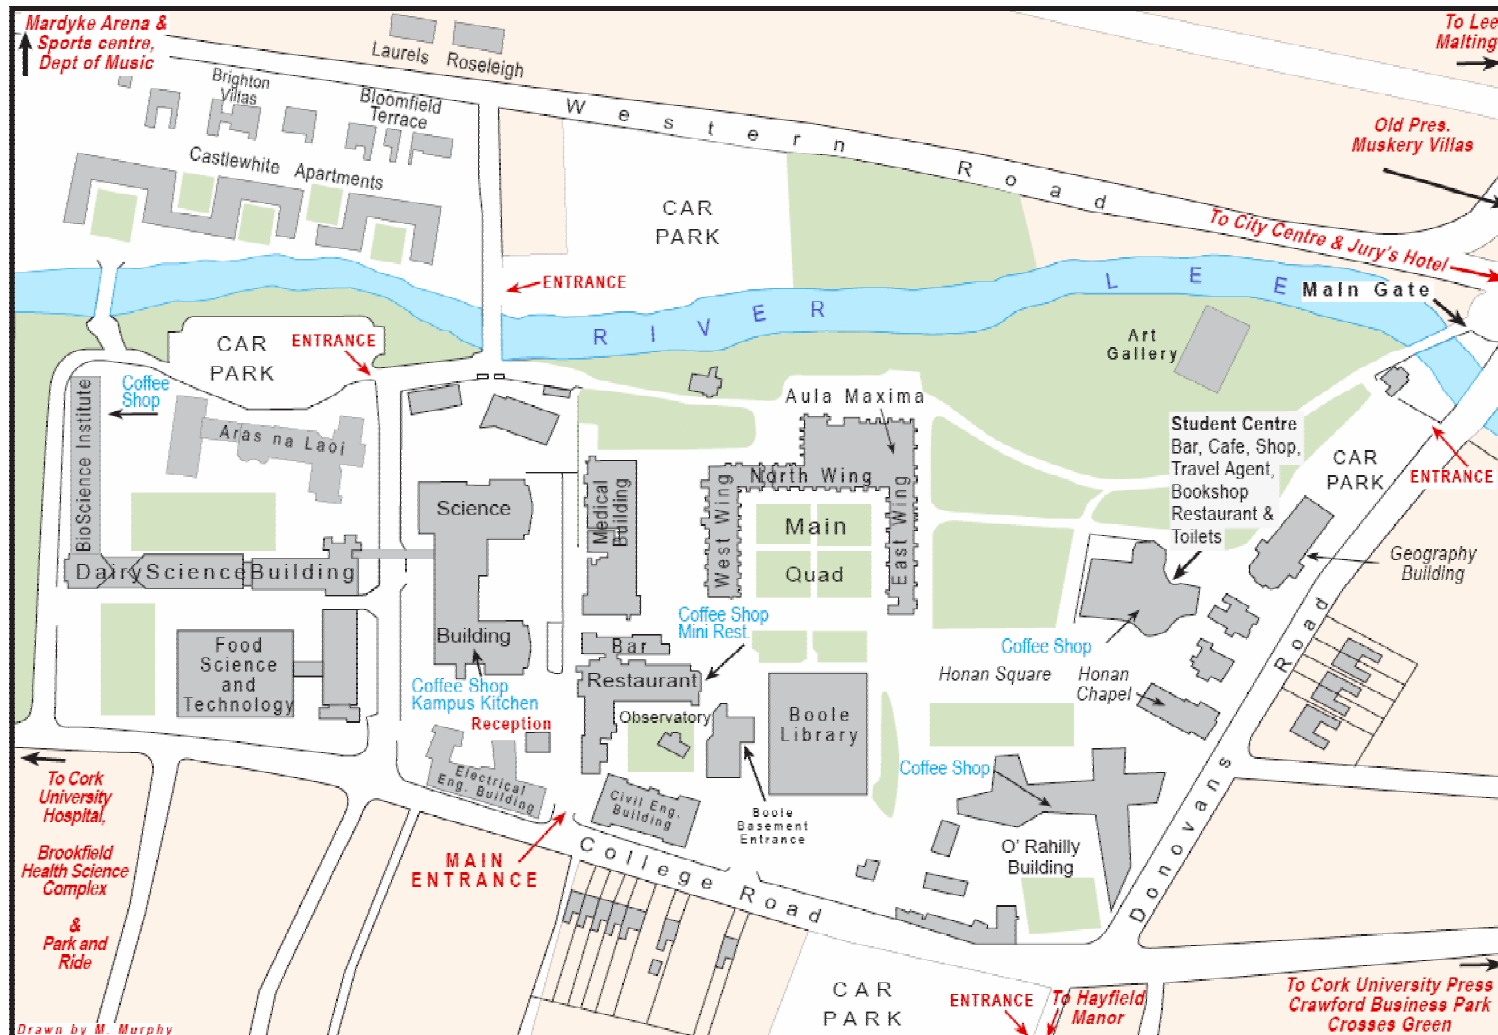 Mardyke Arena &
Sports centre,
Dept of Music
Laurels
Roseleigh
To Lee
Malting
Brighton
Villas
Bloomfield
Terrace
Western Road
Old Pres.
Muskery Villas
Castlewhite Apartments
CAR
PARK
To City Centre & Jury's Hotel
ENTRANCE
RIVER LEE
Main Gate
CAR
PARK
ENTRANCE
Art
Gallery
Coffee
Shop
BioScience Institute
Aras na Laoi
Aula Maxima
Student Centre
Bar, Cafe, Shop,
Travel Agent,
Bookshop
Restaurant &
Toilets
CAR
PARK
ENTRANCE
Science
Building
Medical
Building
West Wing
North Wing
East Wing
Main
Quad
Geography
Building
Dairy Science Building
Food
Science
and
Technology
Coffee Shop
Kampus Kitchen
Reception
Bar
Restaurant
Coffee Shop
Mini Rest.
Observatory
Boole
Library
Coffee Shop
Honan Square
Honan
Chapel
Coffee Shop
Donovans Road
To Cork
University
Hospital,
Brookfield
Health Science
Complex
&
Park and
Ride
Electrical
Eng. Building
Civil Eng.
Building
Boole
Basement
Entrance
MAIN
ENTRANCE
College Road
O' Rahilly
Building
CAR
PARK
ENTRANCE
To Hayfield
Manor
To Cork University Press
Crawford Business Park
Crosses Green
Drawn by M. Murphy